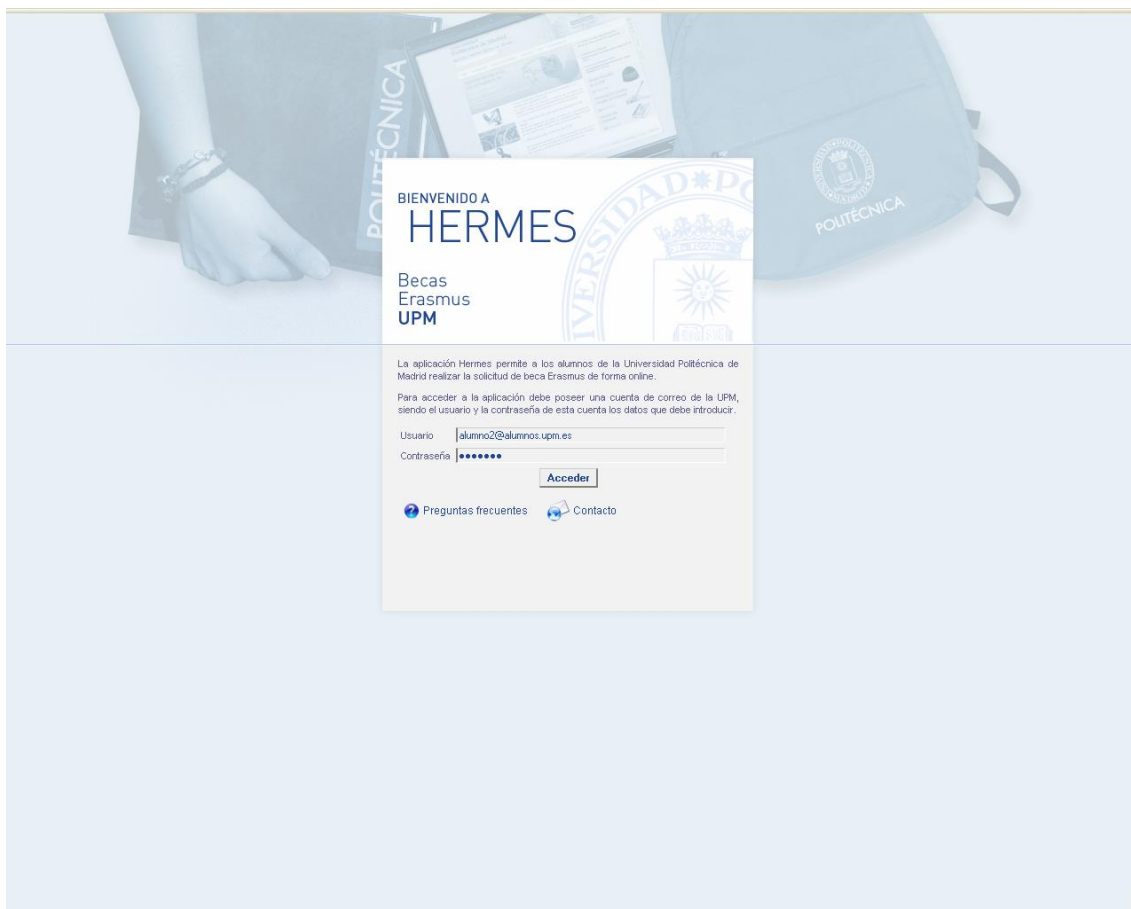 POLITÉCNICA
POLITÉCNICA
BIENVENIDO A
HERMES
Becas
Erasmus
UPM
La aplicación Hermes permite a los alumnos de la Universidad Politécnica de
Madrid realizar la solicitud de beca Erasmus de forma online.
Para acceder a la aplicación debe poseer una cuenta de correo de la UPM,
siendo el usuario y la contraseña de esta cuenta los datos que debe introducir.
Usuario alumno2@alumnos.upm.es
Contraseña •••••••
Acceder
Preguntas frecuentes Contacto